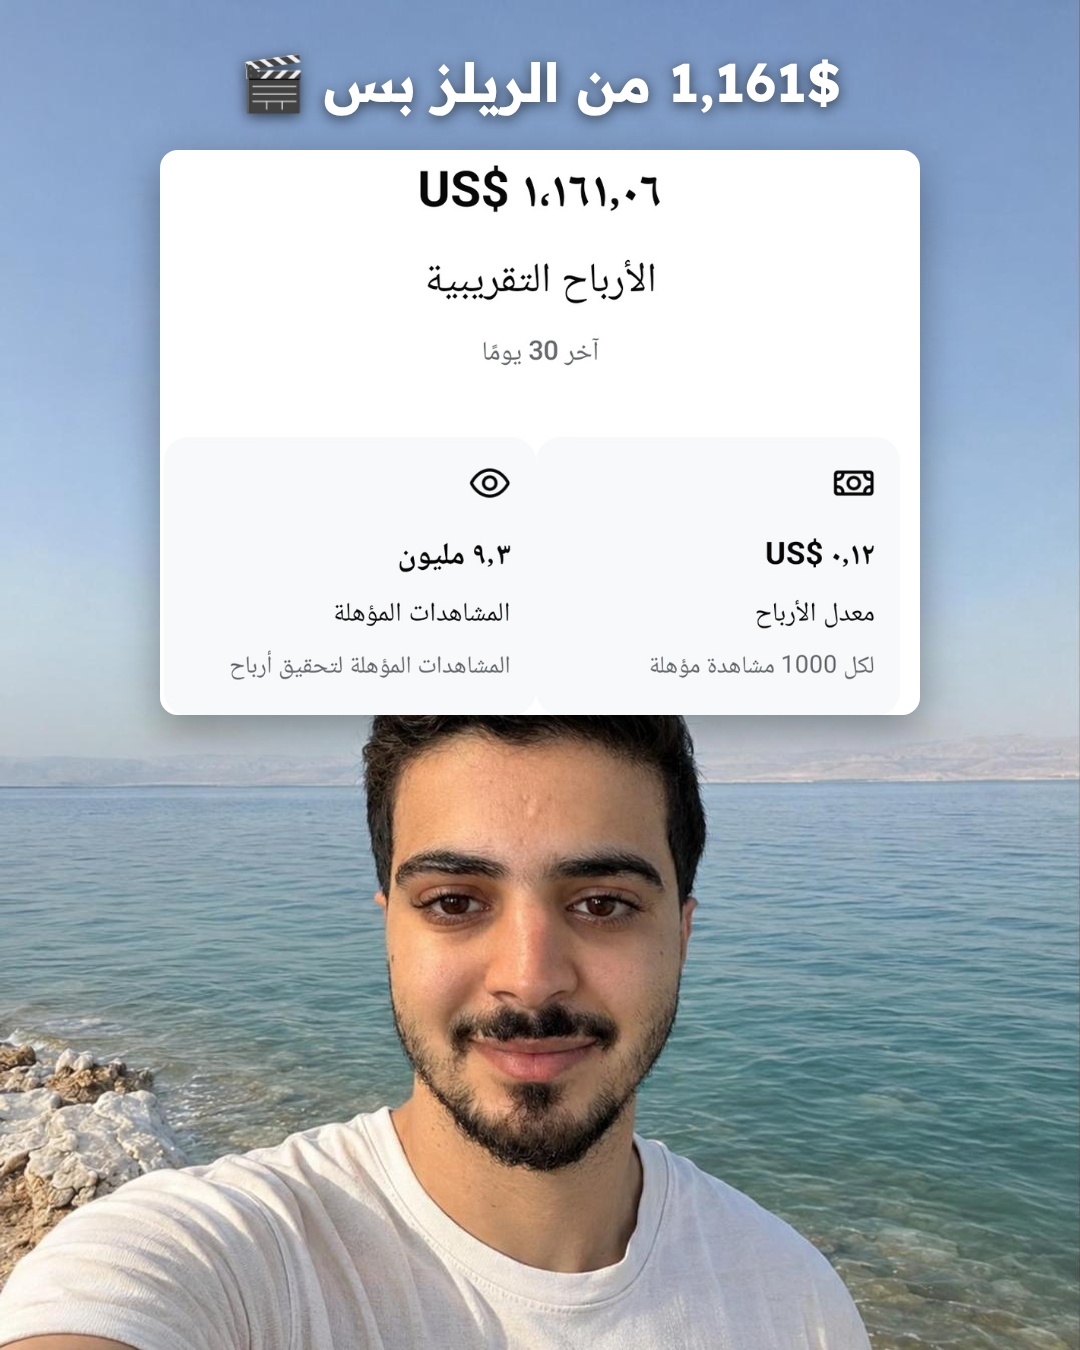 1,161$ من الريلز بس 🎬
US$ ١،١٦١,٠٦
الأرباح التقريبية
آخر 30 يومًا
US$ ٠,١٢
معدل الأرباح
لكل 1000 مشاهدة مؤهلة
٩,٣ مليون
المشاهدات المؤهلة
المشاهدات المؤهلة لتحقيق أرباح